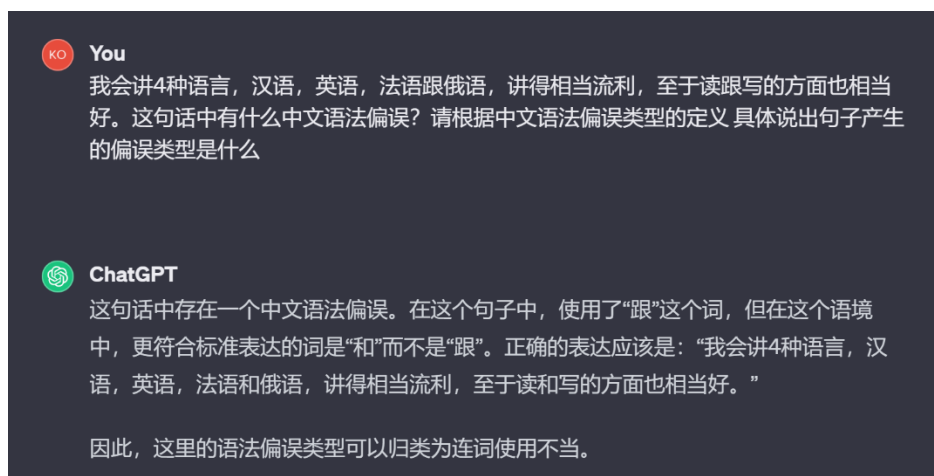 KO
You
我会讲4种语言，汉语，英语，法语跟俄语，讲得相当流利，至于读跟写的方面也相当
好。这句话中有什么中文语法偏误？请根据中文语法偏误类型的定义 具体说出句子产生
的偏误类型是什么
ChatGPT
这句话中存在一个中文语法偏误。在这个句子中，使用了“跟”这个词，但在这个语境
中，更符合标准表达的词是“和”而不是“跟”。正确的表达应该是：“我会讲4种语言，汉
语，英语，法语和俄语，讲得相当流利，至于读和写的方面也相当好。”
因此，这里的语法偏误类型可以归类为连词使用不当。